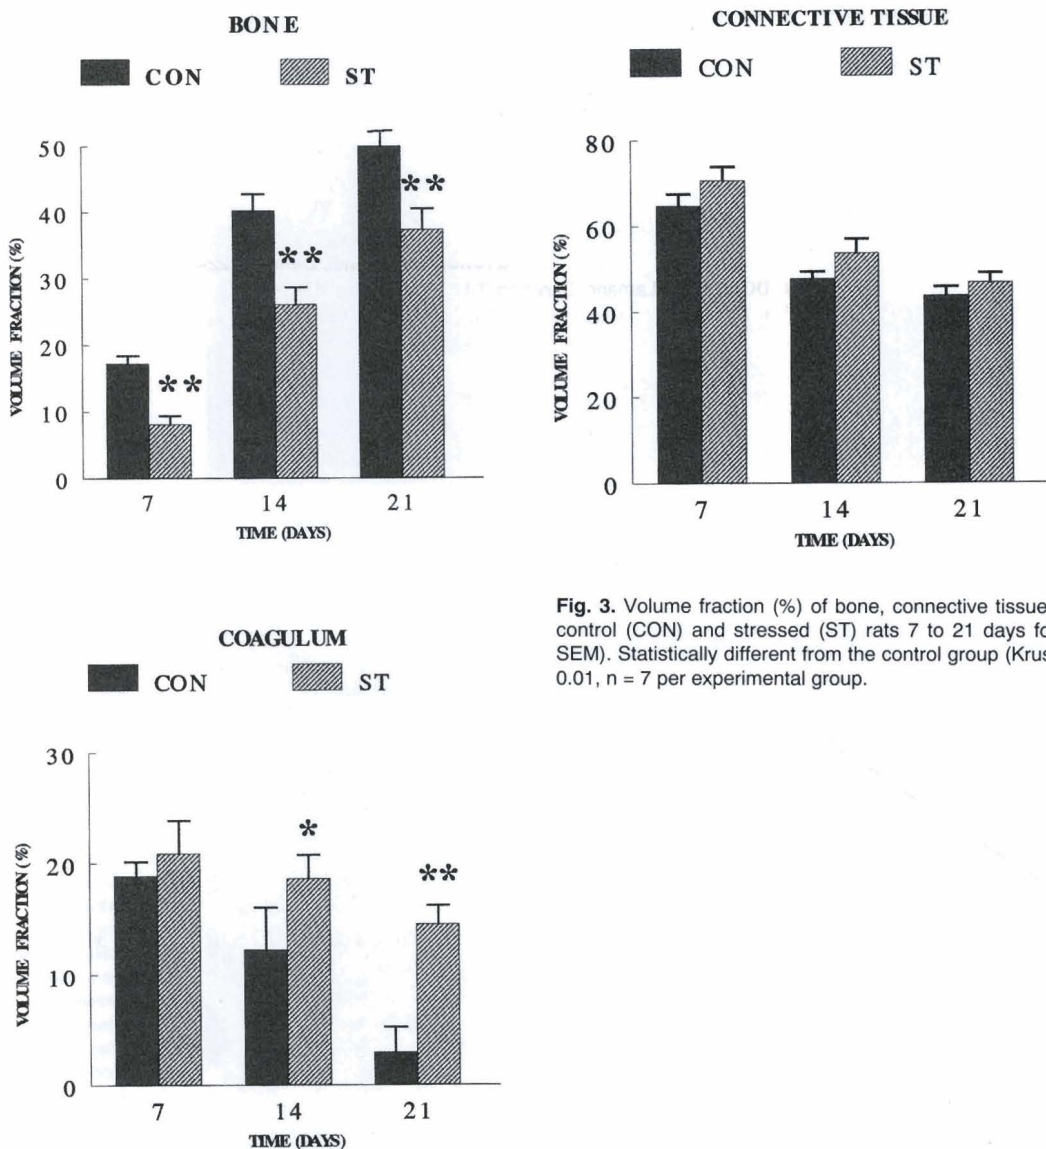 BONE
CON ST
VOLUME FRACTION (%)
50
40
30
20
10
0
**
**
**
7 14 21
TIME (DAYS)
CONNECTIVE TISSUE
CON ST
VOLUME FRACTION (%)
80
60
40
20
0
7 14 21
TIME (DAYS)
COAGULUM
CON ST
VOLUME FRACTION (%)
30
20
10
0
*
**
7 14 21
TIME (DAYS)
Fig. 3. Volume fraction (%) of bone, connective tissue
control (CON) and stressed (ST) rats 7 to 21 days fo
SEM). Statistically different from the control group (Krus
0.01, n = 7 per experimental group.